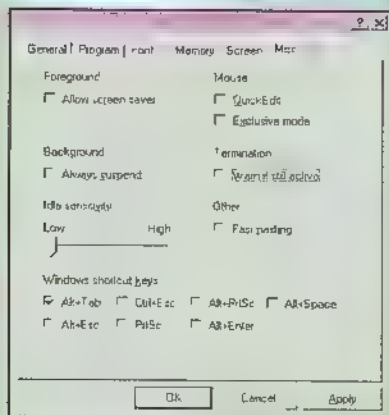 ? ×
General Program Font Memory Screen Misc
Foreground
Allow screen saver
Mouse
QuickEdit
Exclusive mode
Background
Always suspend
Termination
Warn if still active
Idle sensitivity
Low High
Other
Fast pasting
Windows shortcut keys
Alt+Tab Ctrl+Esc Alt+PrtSc Alt+Space
Alt+Esc PrtSc Alt+Enter
OK Cancel Apply